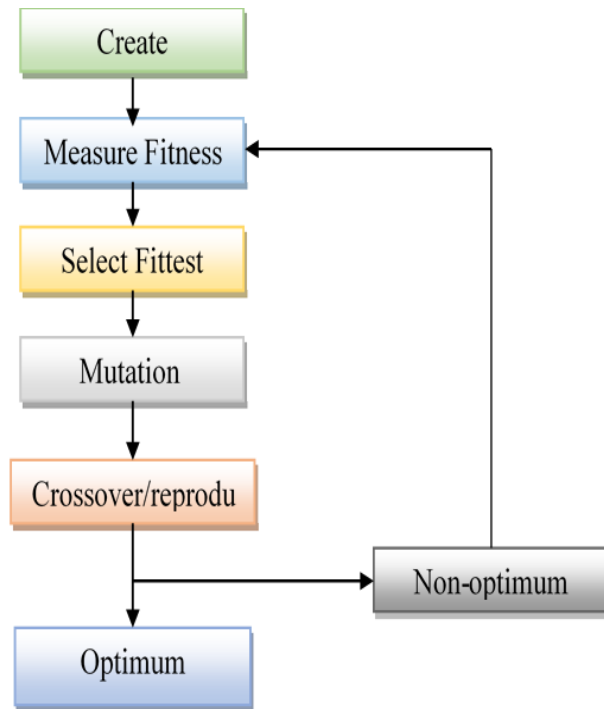 Create
Measure Fitness
Select Fittest
Mutation
Crossover/reprodu
Non-optimum
Optimum